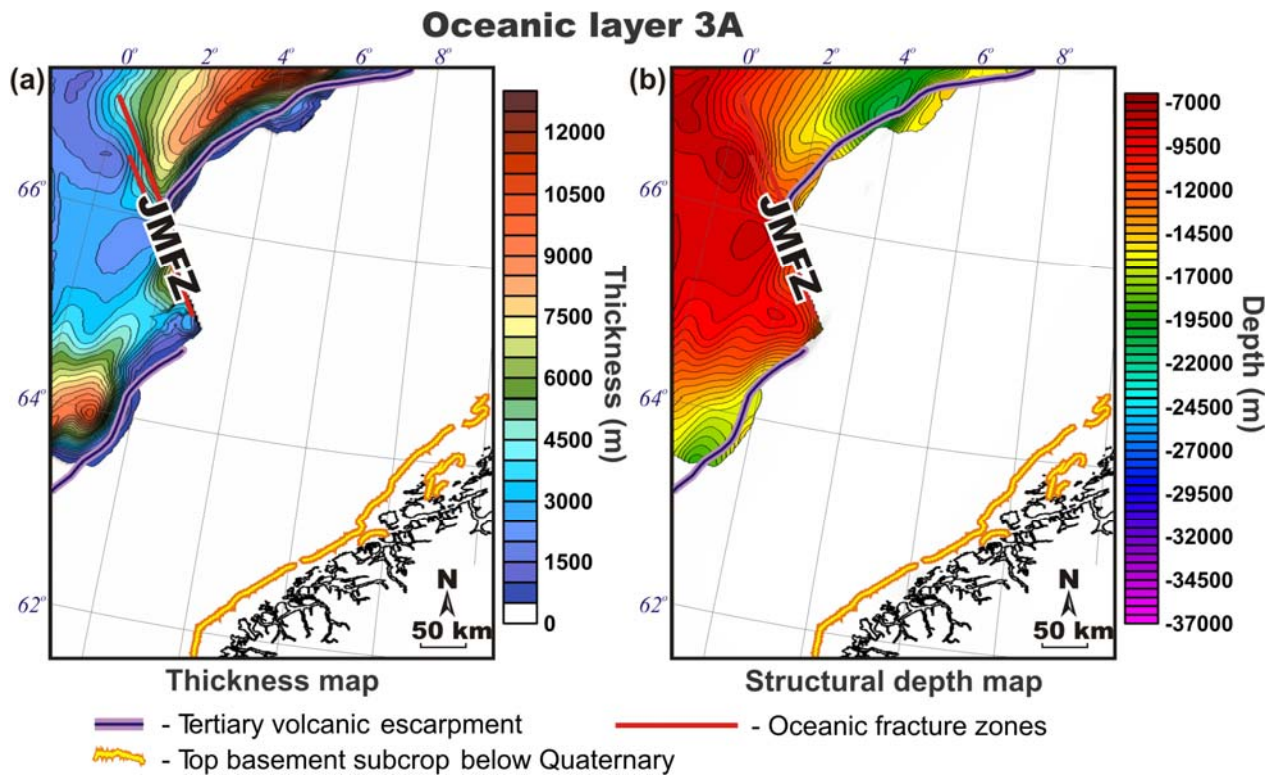 Oceanic layer 3A
(a)
0° 2° 4° 6° 8°
66°
64°
62°
JMFZ
N
50 km
12000
10500
9000
7500
6000
4500
3000
1500
0
Thickness (m)
Thickness map
(b)
0° 2° 4° 6° 8°
66°
64°
62°
JMFZ
N
50 km
-7000
-9500
-12000
-14500
-17000
-19500
-22000
-24500
-27000
-29500
-32000
-34500
-37000
Depth (m)
Structural depth map
- Tertiary volcanic escarpment
- Oceanic fracture zones
- Top basement subcrop below Quaternary